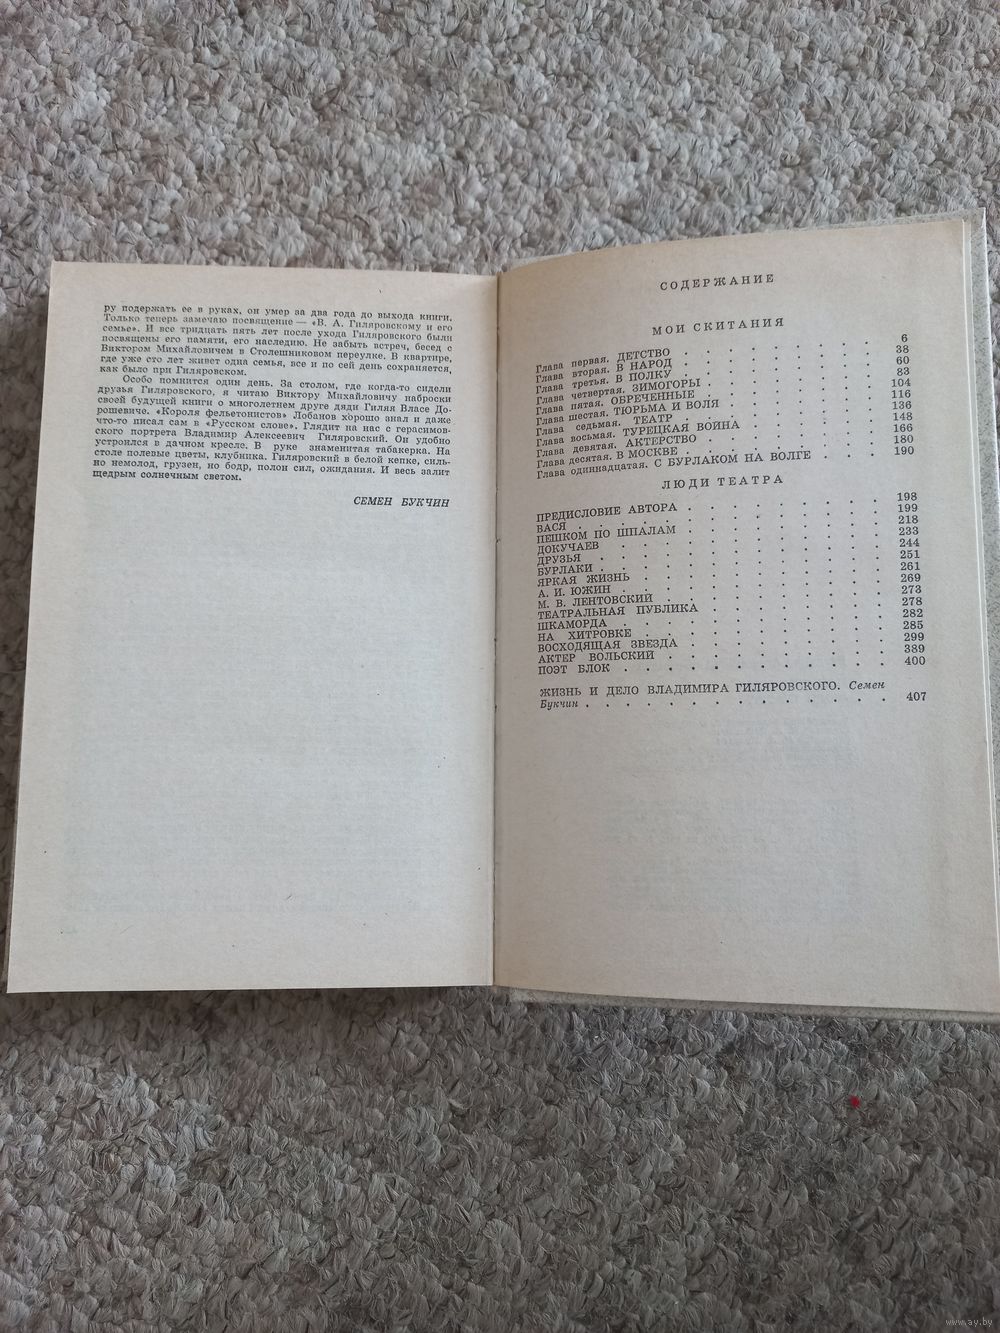 ру подержать ее в руках, он умер за два года до выхода книги.
Только теперь замечаю посвящение — «В. А. Гиляровскому и его
семье». И все тридцать пять лет после ухода Гиляровского были
посвящены его памяти, его наследию. Не забыть встреч, бесед с
Виктором Михайловичем в Столешниковом переулке. В квартире,
где уже сто лет живет одна семья, все и по сей день сохраняется,
как было при Гиляровском.
Особо помнится один день. За столом, где когда-то сидели
друзья Гиляровского, я читаю Виктору Михайловичу наброски
своей будущей книги о многолетнем друге дяди Гиляя Власе До-
рошевиче. «Короля фельетонистов» Лобанов хорошо знал и даже
что-то писал сам в «Русском слове». Глядит на нас с герасимов-
ского портрета Владимир Алексеевич Гиляровский. Он удобно
устроился в дачном кресле. В руке знаменитая табакерка. На
столе полевые цветы, клубника. Гиляровский в белой кепке, силь-
но немолод, грузен, но бодр, полон сил, ожидания. И весь залит
щедрым солнечным светом.
СЕМЕН БУКЧИН
СОДЕРЖАНИЕ
МОИ СКИТАНИЯ
Глава первая. ДЕТСТВО . . . . . . . . . 6
Глава вторая. В НАРОД . . . . . . . . . 38
Глава третья. В ПОЛКУ . . . . . . . . . 60
Глава четвертая. ЗИМОГОРЫ . . . . . . . . 83
Глава пятая. ОБРЕЧЕННЫЕ . . . . . . . . 104
Глава шестая. ТЮРЬМА И ВОЛЯ . . . . . . . 116
Глава седьмая. ТЕАТР . . . . . . . . . 136
Глава восьмая. ТУРЕЦКАЯ ВОЙНА . . . . . . 148
Глава девятая. АКТЕРСТВО . . . . . . . . 166
Глава десятая. В МОСКВЕ . . . . . . . . 180
Глава одиннадцатая. С БУРЛАКОМ НА ВОЛГЕ . . . 190
ЛЮДИ ТЕАТРА
ПРЕДИСЛОВИЕ АВТОРА . . . . . . . . 198
ВАСЯ . . . . . . . . . . . . 199
ПЕШКОМ ПО ШПАЛАМ . . . . . . . . 218
ДОКУЧАЕВ . . . . . . . . . . 233
ДРУЗЬЯ . . . . . . . . . . . 244
БУРЛАКИ . . . . . . . . . . . 251
ЯРКАЯ ЖИЗНЬ . . . . . . . . . . 261
А. И. ЮЖИН . . . . . . . . . . 269
М. В. ЛЕНТОВСКИЙ . . . . . . . . . 273
ТЕАТРАЛЬНАЯ ПУБЛИКА . . . . . . . 278
ШКАМОРДА . . . . . . . . . . 282
НА ХИТРОВКЕ . . . . . . . . . . 285
ВОСХОДЯЩАЯ ЗВЕЗДА . . . . . . . . 299
АКТЕР ВОЛЬСКИЙ . . . . . . . . . 389
ПОЭТ БЛОК . . . . . . . . . . 400
ЖИЗНЬ И ДЕЛО ВЛАДИМИРА ГИЛЯРОВСКОГО. Семен
Букчин . . . . . . . . . . . . 407
www.ay.by